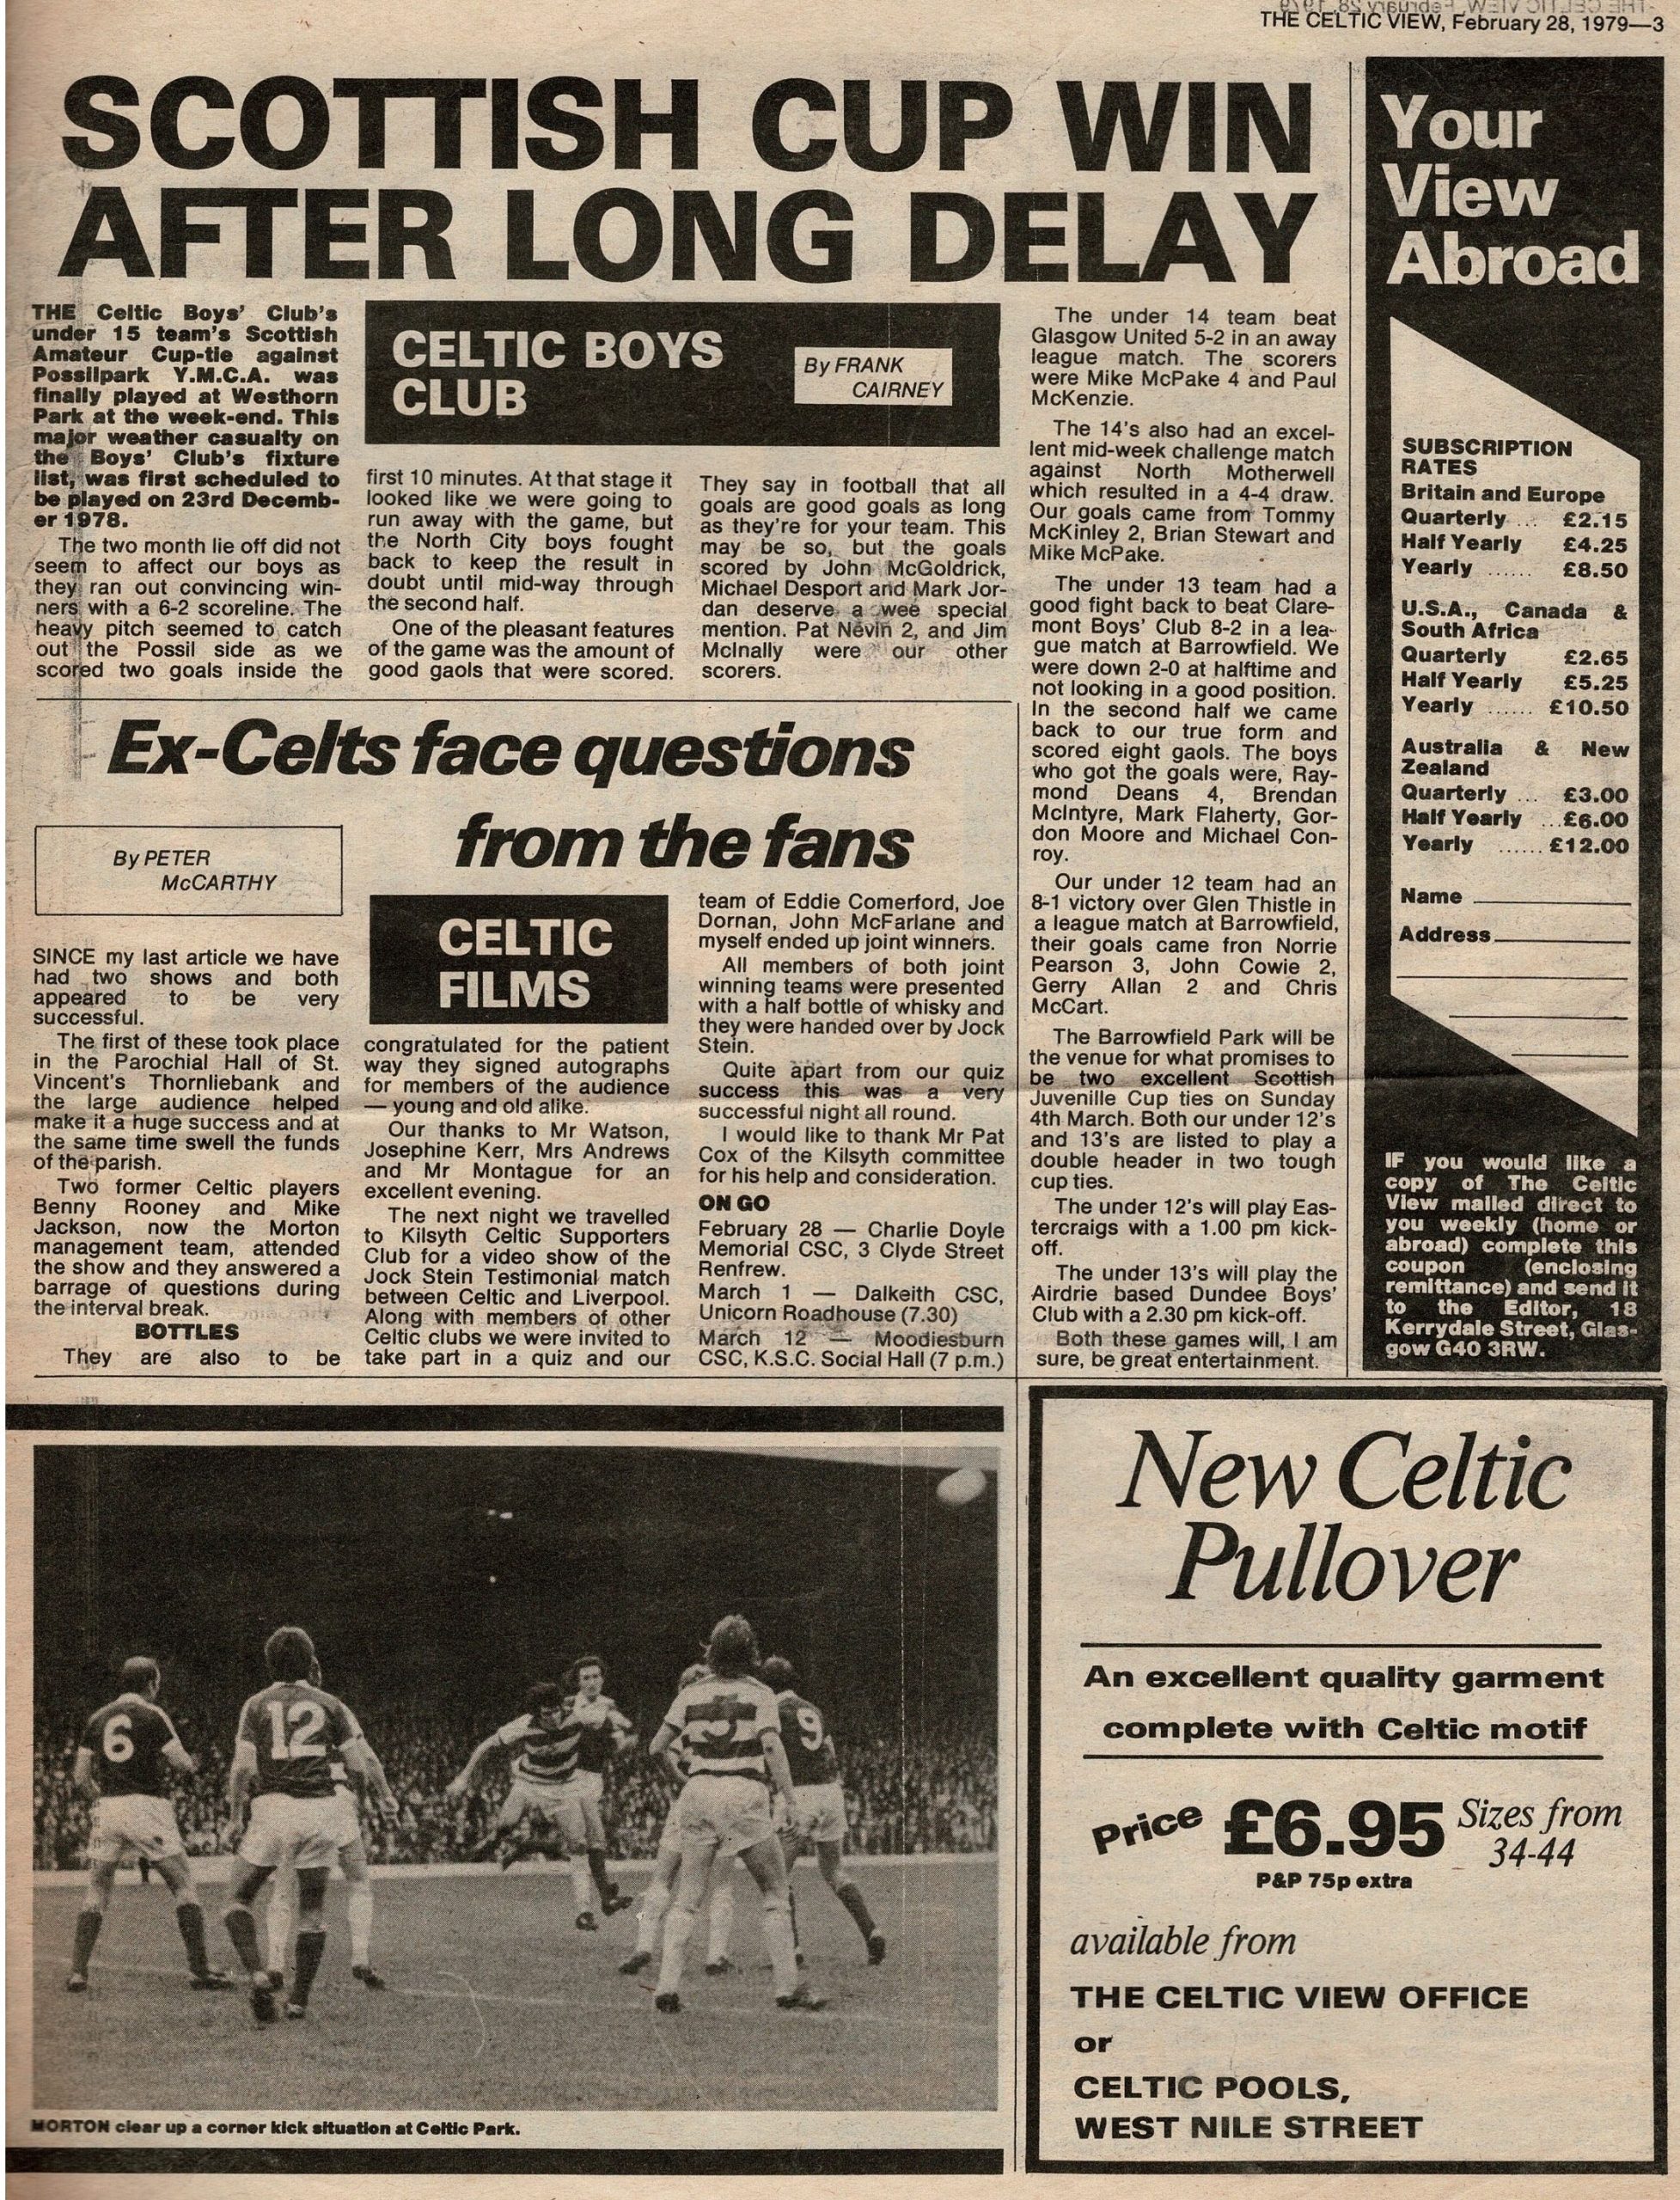 THE CELTIC VIEW, February 28, 1979—3
SCOTTISH CUP WIN
AFTER LONG DELAY
CELTIC BOYS
CLUB
By FRANK
CAIRNEY
THE Celtic Boys' Club's
under 15 team's Scottish
Amateur Cup-tie against
Possilpark Y.M.C.A. was
finally played at Westhorn
Park at the week-end. This
major weather casualty on
the Boys' Club's fixture
list, was first scheduled to
be played on 23rd Decemb-
er 1978.
The two month lie off did not
seem to affect our boys as
they ran out convincing win-
ners with a 6-2 scoreline. The
heavy pitch seemed to catch
out the Possil side as we
scored two goals inside the
first 10 minutes. At that stage it
looked like we were going to
run away with the game, but
the North City boys fought
back to keep the result in
doubt until mid-way through
the second half.
One of the pleasant features
of the game was the amount of
good gaols that were scored.
They say in football that all
goals are good goals as long
as they're for your team. This
may be so, but the goals
scored by John McGoldrick,
Michael Desport and Mark Jor-
dan deserve a wee special
mention. Pat Nevin 2, and Jim
McInally were our other
scorers.
The under 14 team beat
Glasgow United 5-2 in an away
league match. The scorers
were Mike McPake 4 and Paul
McKenzie.
The 14's also had an excel-
lent mid-week challenge match
against North Motherwell
which resulted in a 4-4 draw.
Our goals came from Tommy
McKinley 2, Brian Stewart and
Mike McPake.
The under 13 team had a
good fight back to beat Clare-
mont Boys' Club 8-2 in a lea-
gue match at Barrowfield. We
were down 2-0 at halftime and
not looking in a good position.
In the second half we came
back to our true form and
scored eight gaols. The boys
who got the goals were, Ray-
mond Deans 4, Brendan
McIntyre, Mark Flaherty, Gor-
don Moore and Michael Con-
roy.
Our under 12 team had an
8-1 victory over Glen Thistle in
a league match at Barrowfield,
their goals came fron Norrie
Pearson 3, John Cowie 2,
Gerry Allan 2 and Chris
McCart.
The Barrowfield Park will be
the venue for what promises to
be two excellent Scottish
Juvenille Cup ties on Sunday
4th March. Both our under 12's
and 13's are listed to play a
double header in two tough
cup ties.
The under 12's will play Eas-
tercraigs with a 1.00 pm kick-
off.
The under 13's will play the
Airdrie based Dundee Boys'
Club with a 2.30 pm kick-off.
Both these games will, I am
sure, be great entertainment.
Ex-Celts face questions
from the fans
By PETER
McCARTHY
CELTIC
FILMS
SINCE my last article we have
had two shows and both
appeared to be very
successful.
The first of these took place
in the Parochial Hall of St.
Vincent's Thornliebank and
the large audience helped
make it a huge success and at
the same time swell the funds
of the parish.
Two former Celtic players
Benny Rooney and Mike
Jackson, now the Morton
management team, attended
the show and they answered a
barrage of questions during
the interval break.
BOTTLES
They are also to be
congratulated for the patient
way they signed autographs
for members of the audience
— young and old alike.
Our thanks to Mr Watson,
Josephine Kerr, Mrs Andrews
and Mr Montague for an
excellent evening.
The next night we travelled
to Kilsyth Celtic Supporters
Club for a video show of the
Jock Stein Testimonial match
between Celtic and Liverpool.
Along with members of other
Celtic clubs we were invited to
take part in a quiz and our
team of Eddie Comerford, Joe
Dornan, John McFarlane and
myself ended up joint winners.
All members of both joint
winning teams were presented
with a half bottle of whisky and
they were handed over by Jock
Stein.
Quite apart from our quiz
success this was a very
successful night all round.
I would like to thank Mr Pat
Cox of the Kilsyth committee
for his help and consideration.
ON GO
February 28 — Charlie Doyle
Memorial CSC, 3 Clyde Street
Renfrew.
March 1 — Dalkeith CSC,
Unicorn Roadhouse (7.30)
March 12 — Moodiesburn
CSC, K.S.C. Social Hall (7 p.m.)
Your
View
Abroad
SUBSCRIPTION
RATES
Britain and Europe
Quarterly ... £2.15
Half Yearly £4.25
Yearly ...... £8.50
U.S.A., Canada &
South Africa
Quarterly £2.65
Half Yearly £5.25
Yearly ...... £10.50
Australia & New
Zealand
Quarterly ... £3.00
Half Yearly ...£6.00
Yearly ......£12.00
Name
Address
IF you would like a
copy of The Celtic
View mailed direct to
you weekly (home or
abroad) complete this
coupon (enclosing
remittance) and send it
to the Editor, 18
Kerrydale Street, Glas-
gow G40 3RW.
6
12
9
MORTON clear up a corner kick situation at Celtic Park.
New Celtic
Pullover
An excellent quality garment
complete with Celtic motif
Price £6.95 Sizes from
34-44
P&P 75p extra
available from
THE CELTIC VIEW OFFICE
or
CELTIC POOLS,
WEST NILE STREET